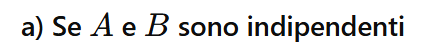 a) Se A e B sono indipendenti